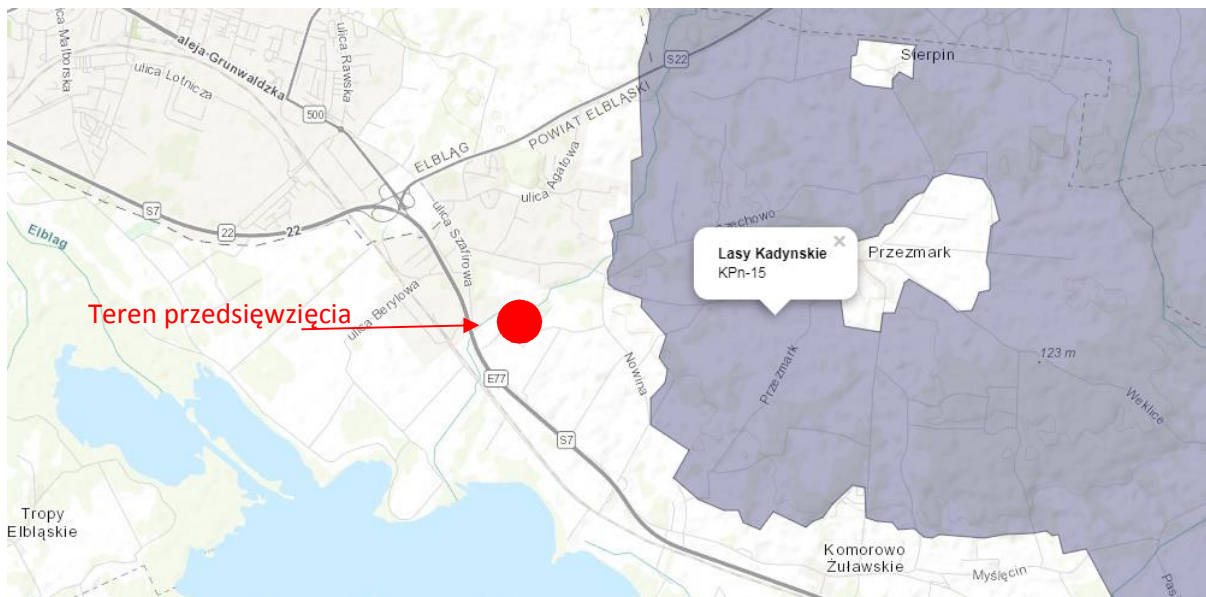 ulica Malborska
aleja-Grunwaldzka
ulica Lotnicza
ulica Rawska
500
S22
Sierpin
ELBLĄG
POWIAT ELBLĄSKI
ulica Agatowa
S7
22
22
Elbląg
ulica Szafirowa
Lasy Kadynskie
×
KPn-15
Przezmark
Teren przedsięwzięcia
ulica Berylowa
E77
Nowina
Przezmark
123 m
Weklice
S7
Tropy
Elbląskie
Komorowo
Żuławskie
Myślęcin